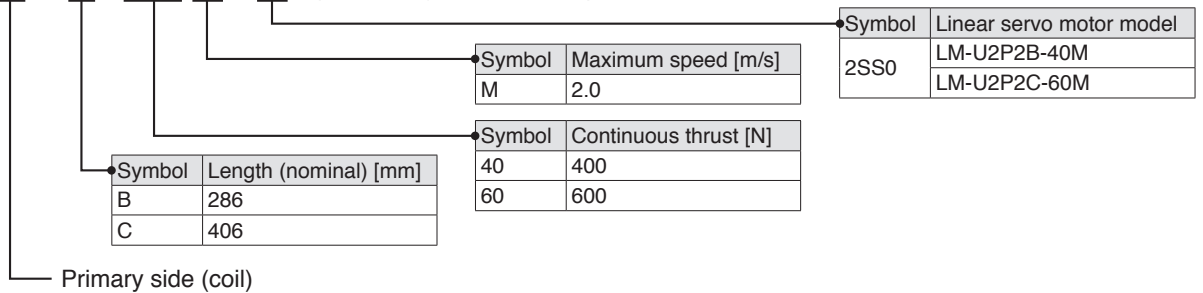 Symbol Linear servo motor model
2SS0 LM-U2P2B-40M
LM-U2P2C-60M
Symbol Maximum speed [m/s]
M 2.0
Symbol Continuous thrust [N]
40 400
60 600
Symbol Length (nominal) [mm]
B 286
C 406
Primary side (coil)